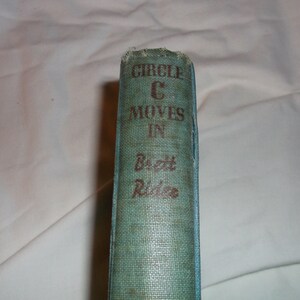 CIRCLE
C
MOVES
IN
Brett
Rider